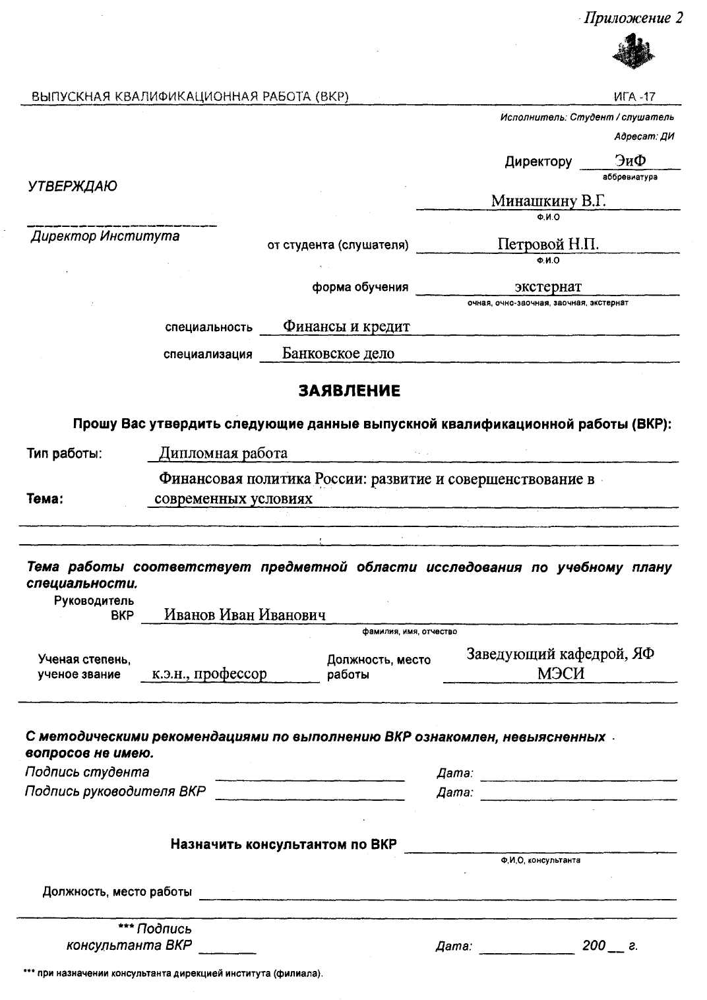 Приложение 2
ВЫПУСКНАЯ КВАЛИФИКАЦИОННАЯ РАБОТА (ВКР) ИГА -17
Исполнитель: Студент / слушатель
Адресат: ДИ
Директору ЭиФ
аббревиатура
УТВЕРЖДАЮ
Минашкину В.Г.
Ф.И.О
Директор Института
от студента (слушателя) Петровой Н.П.
Ф.И.О
форма обучения экстернат
очная, очно-заочная, заочная, экстернат
специальность Финансы и кредит
специализация Банковское дело
ЗАЯВЛЕНИЕ
Прошу Вас утвердить следующие данные выпускной квалификационной работы (ВКР):
Тип работы: Дипломная работа
Финансовая политика России: развитие и совершенствование в
Тема: современных условиях
Тема работы соответствует предметной области исследования по учебному плану
специальности.
Руководитель
ВКР Иванов Иван Иванович
фамилия, имя, отчество
Ученая степень, Должность, место Заведующий кафедрой, ЯФ
ученое звание к.э.н., профессор работы МЭСИ
С методическими рекомендациями по выполнению ВКР ознакомлен, невыясненных
вопросов не имею.
Подпись студента Дата:
Подпись руководителя ВКР Дата:
Назначить консультантом по ВКР
Ф.И.О, консультанта
Должность, место работы
*** Подпись
консультанта ВКР Дата: 200__ г.
*** при назначении консультанта дирекцией института (филиала).